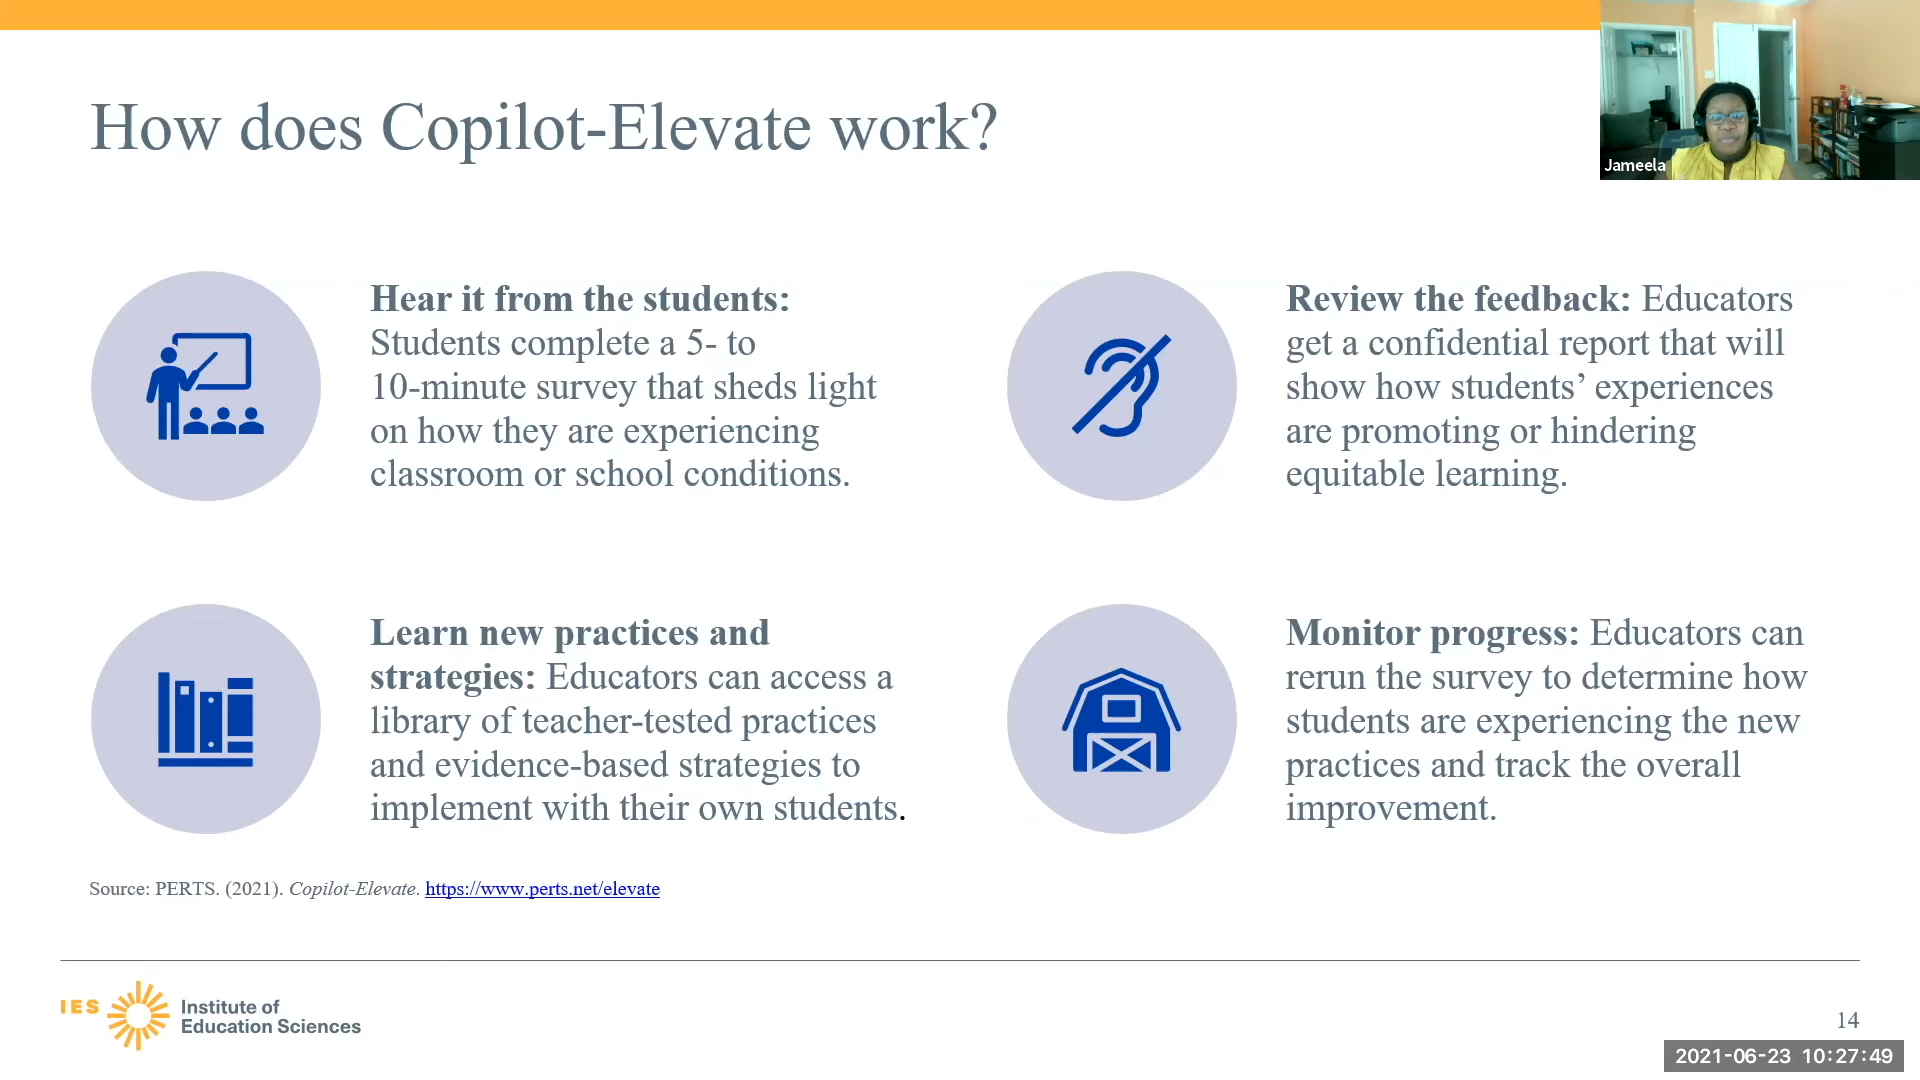 How does Copilot-Elevate work?
Jameela
Hear it from the students:
Students complete a 5- to
10-minute survey that sheds light
on how they are experiencing
classroom or school conditions.
Review the feedback: Educators
get a confidential report that will
show how students’ experiences
are promoting or hindering
equitable learning.
Learn new practices and
strategies: Educators can access a
library of teacher-tested practices
and evidence-based strategies to
implement with their own students.
Monitor progress: Educators can
rerun the survey to determine how
students are experiencing the new
practices and track the overall
improvement.
Source: PERTS. (2021). Copilot-Elevate. https://www.perts.net/elevate
IES
Institute of
Education Sciences
14
2021-06-23 10:27:49